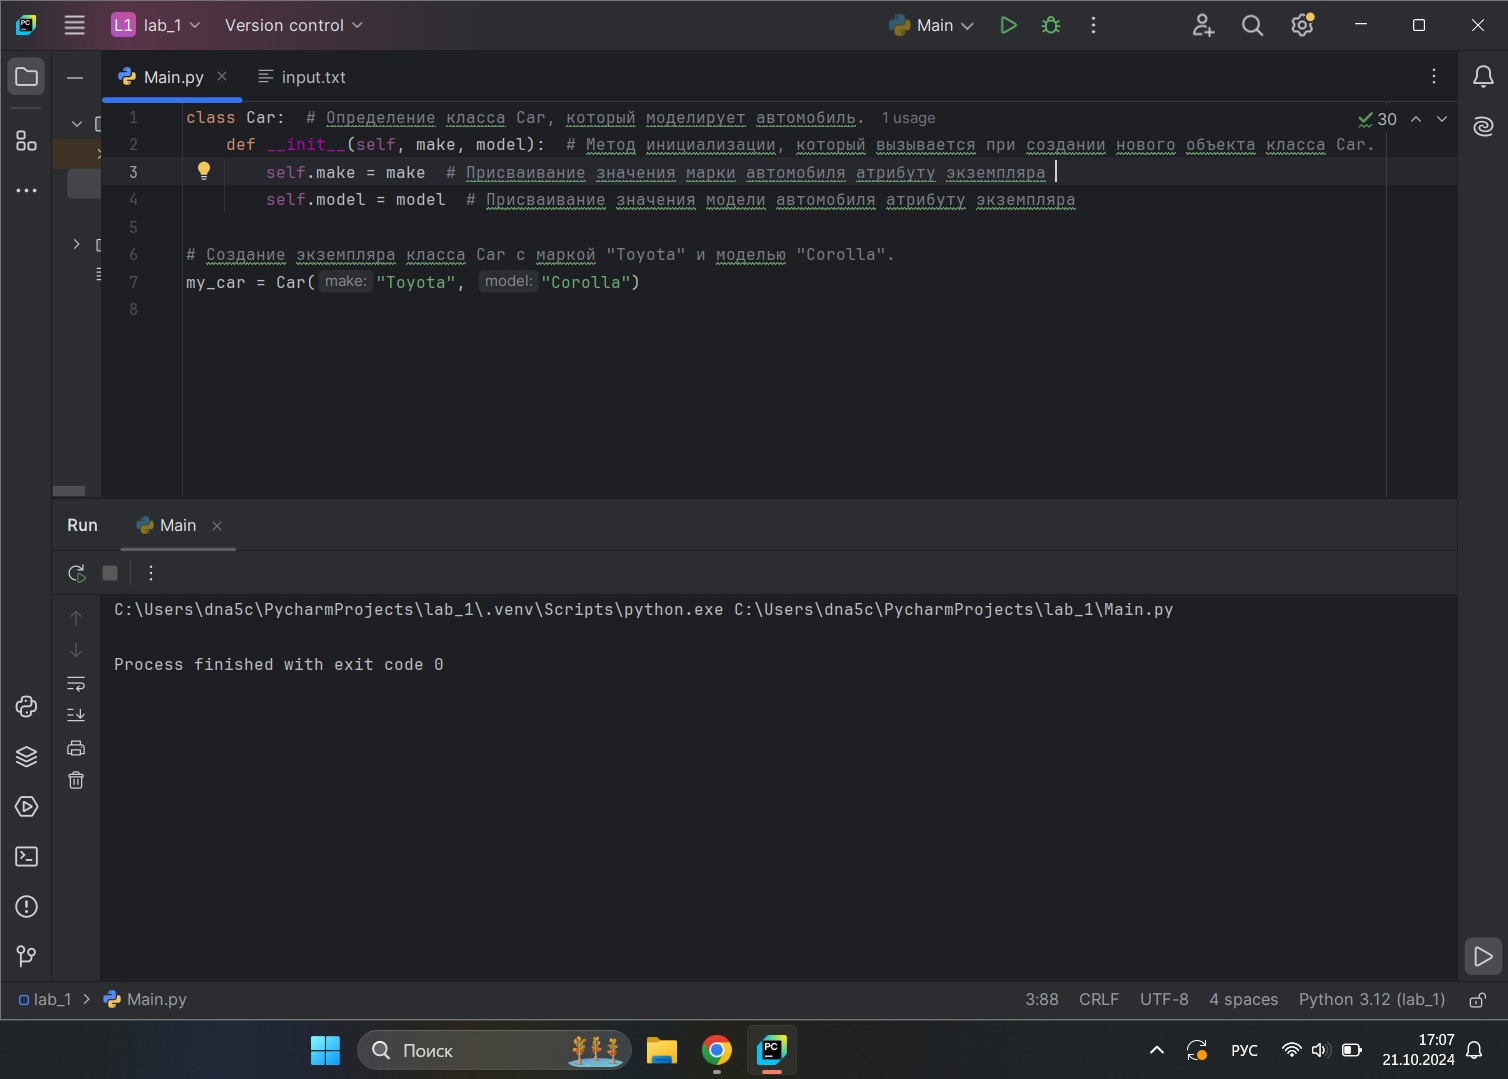 PC
L1 lab_1
Version control
Main
Main.py
input.txt
1 class Car:  # Определение класса Car, который моделирует автомобиль.  1 usage
30
2     def __init__(self, make, model):  # Метод инициализации, который вызывается при создании нового объекта класса Car.
3         self.make = make  # Присваивание значения марки автомобиля атрибуту экземпляра
4         self.model = model  # Присваивание значения модели автомобиля атрибуту экземпляра
5
6 # Создание экземпляра класса Car с маркой "Toyota" и моделью "Corolla".
7 my_car = Car( make: "Toyota",  model: "Corolla")
8
Run
Main
C:\Users\dna5c\PycharmProjects\lab_1\.venv\Scripts\python.exe C:\Users\dna5c\PycharmProjects\lab_1\Main.py
Process finished with exit code 0
lab_1 > Main.py
3:88 CRLF UTF-8 4 spaces Python 3.12 (lab_1)
Поиск
PC
РУС
17:07
21.10.2024